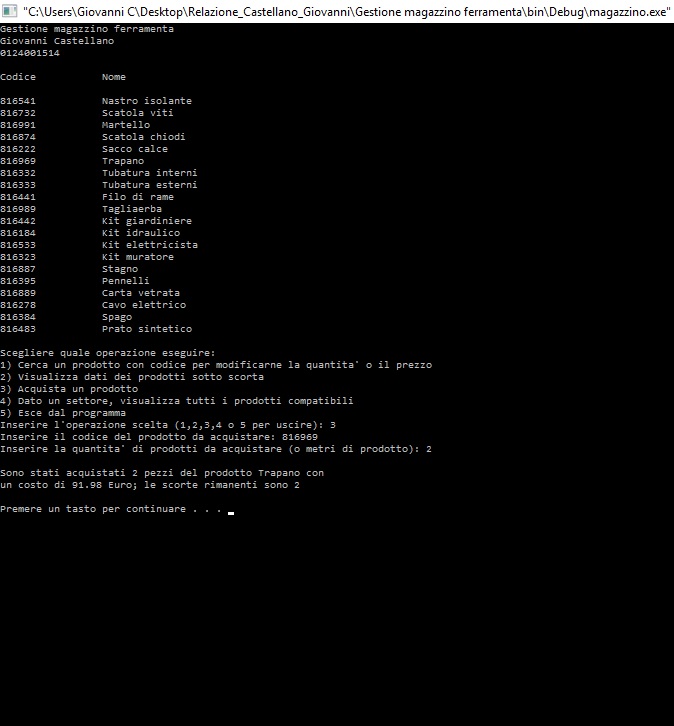 "C:\Users\Giovanni C\Desktop\Relazione_Castellano_Giovanni\Gestione magazzino ferramenta\bin\Debug\magazzino.exe"
Gestione magazzino ferramenta
Giovanni Castellano
0124001514
Codice Nome
816541 Nastro isolante
816732 Scatola viti
816991 Martello
816874 Scatola chiodi
816222 Sacco calce
816969 Trapano
816332 Tubatura interni
816333 Tubatura esterni
816441 Filo di rame
816989 Tagliaerba
816442 Kit giardiniere
816184 Kit idraulico
816533 Kit elettricista
816323 Kit muratore
816887 Stagno
816395 Pennelli
816889 Carta vetrata
816278 Cavo elettrico
816384 Spago
816483 Prato sintetico
Scegliere quale operazione eseguire:
1) Cerca un prodotto con codice per modificarne la quantita' o il prezzo
2) Visualizza dati dei prodotti sotto scorta
3) Acquista un prodotto
4) Dato un settore, visualizza tutti i prodotti compatibili
5) Esce dal programma
Inserire l'operazione scelta (1,2,3,4 o 5 per uscire): 3
Inserire il codice del prodotto da acquistare: 816969
Inserire la quantita' di prodotti da acquistare (o metri di prodotto): 2
Sono stati acquistati 2 pezzi del prodotto Trapano con
un costo di 91.98 Euro; le scorte rimanenti sono 2
Premere un tasto per continuare . . .